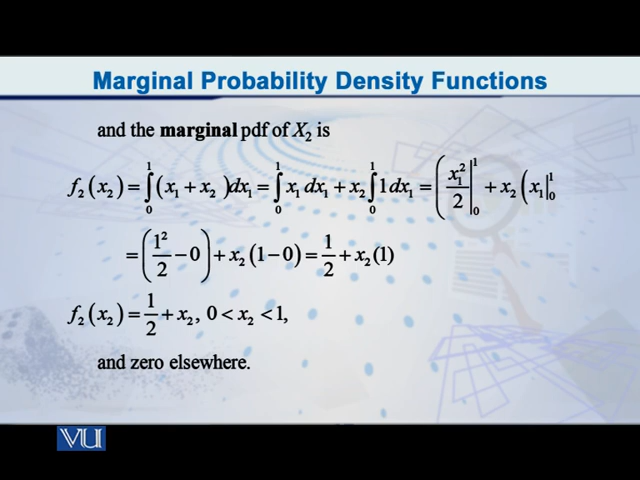 Marginal Probability Density Functions
and the marginal pdf of X₂ is
f₂(x₂) = ∫₀¹(x₁ + x₂)dx₁ = ∫₀¹ x₁ dx₁ + x₂∫₀¹ 1dx₁ = (x₁²/2|₀¹ + x₂(x₁|₀¹
= (1²/2 − 0) + x₂(1 − 0) = 1/2 + x₂(1)
f₂(x₂) = 1/2 + x₂, 0 < x₂ < 1,
and zero elsewhere.
VU